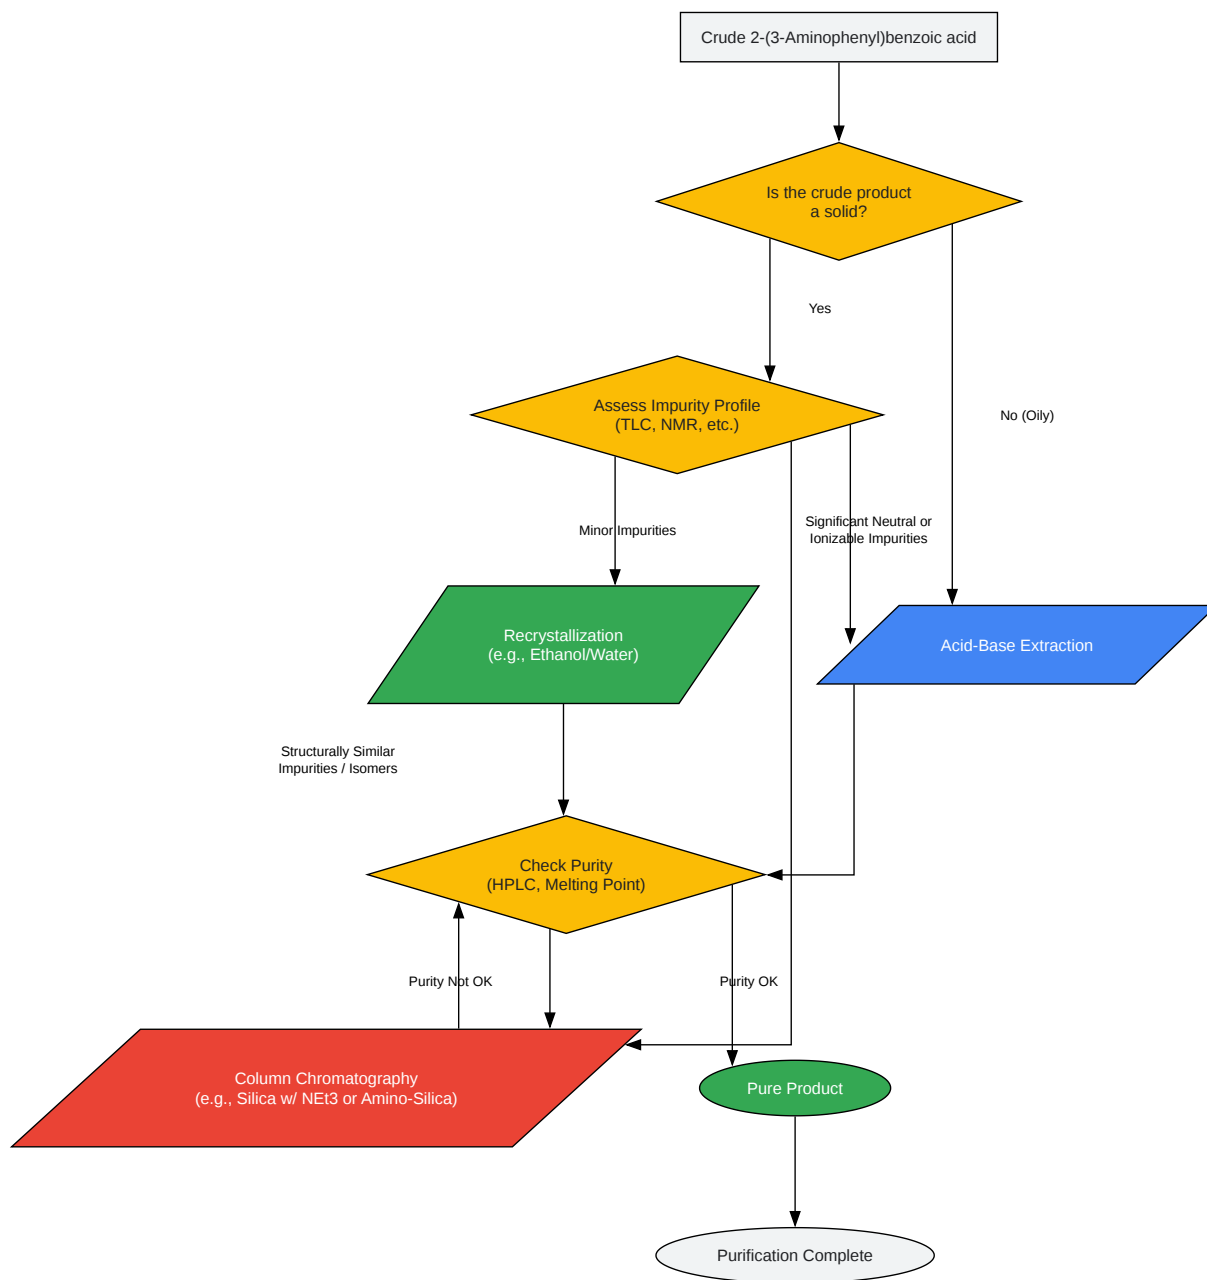 Crude 2-(3-Aminophenyl)benzoic acid
Is the crude product
a solid?
Yes
Assess Impurity Profile
(TLC, NMR, etc.)
No (Oily)
Minor Impurities
Significant Neutral or
Ionizable Impurities
Recrystallization
(e.g., Ethanol/Water)
Acid-Base Extraction
Structurally Similar
Impurities / Isomers
Check Purity
(HPLC, Melting Point)
Purity Not OK
Purity OK
Column Chromatography
(e.g., Silica w/ NEt3 or Amino-Silica)
Pure Product
Purification Complete